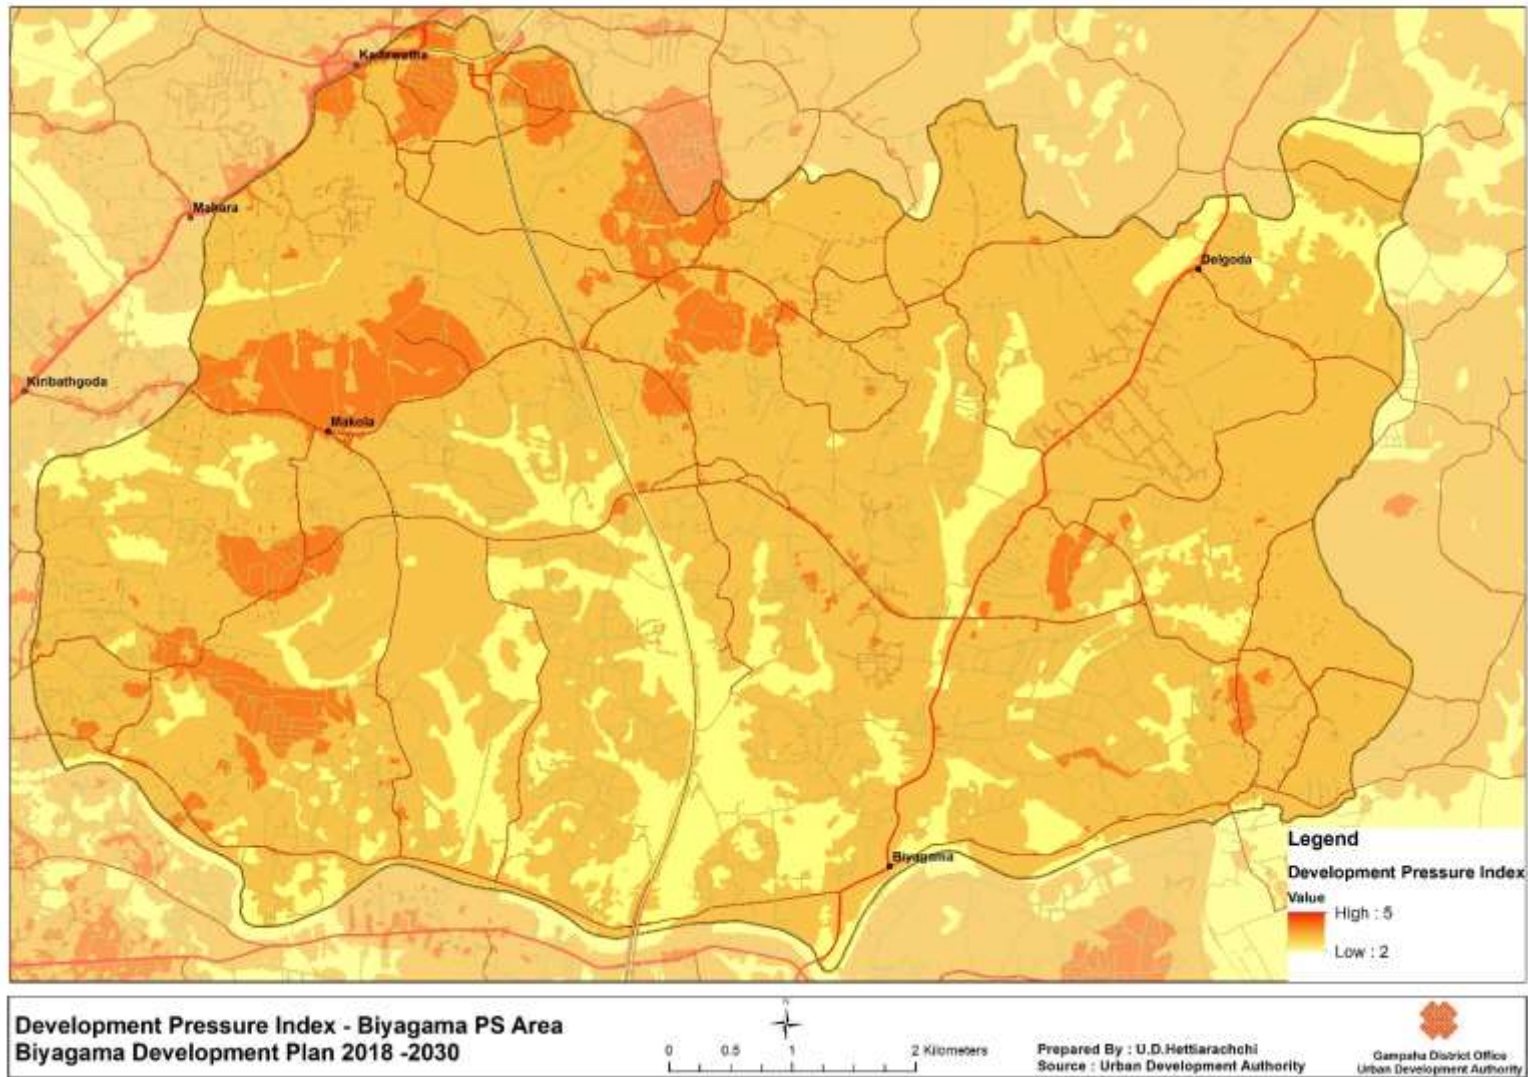 Kadawatha
Mahara
Delgoda
Kiribathgoda
Makola
Biyagama
Legend
Development Pressure Index
Value
High : 5
Low : 2
Development Pressure Index - Biyagama PS Area
Biyagama Development Plan 2018 -2030
N
0 0.5 1 2 Kilometers
Prepared By : U.D.Hettiarachchi
Source : Urban Development Authority
Gampaha District Office
Urban Development Authority